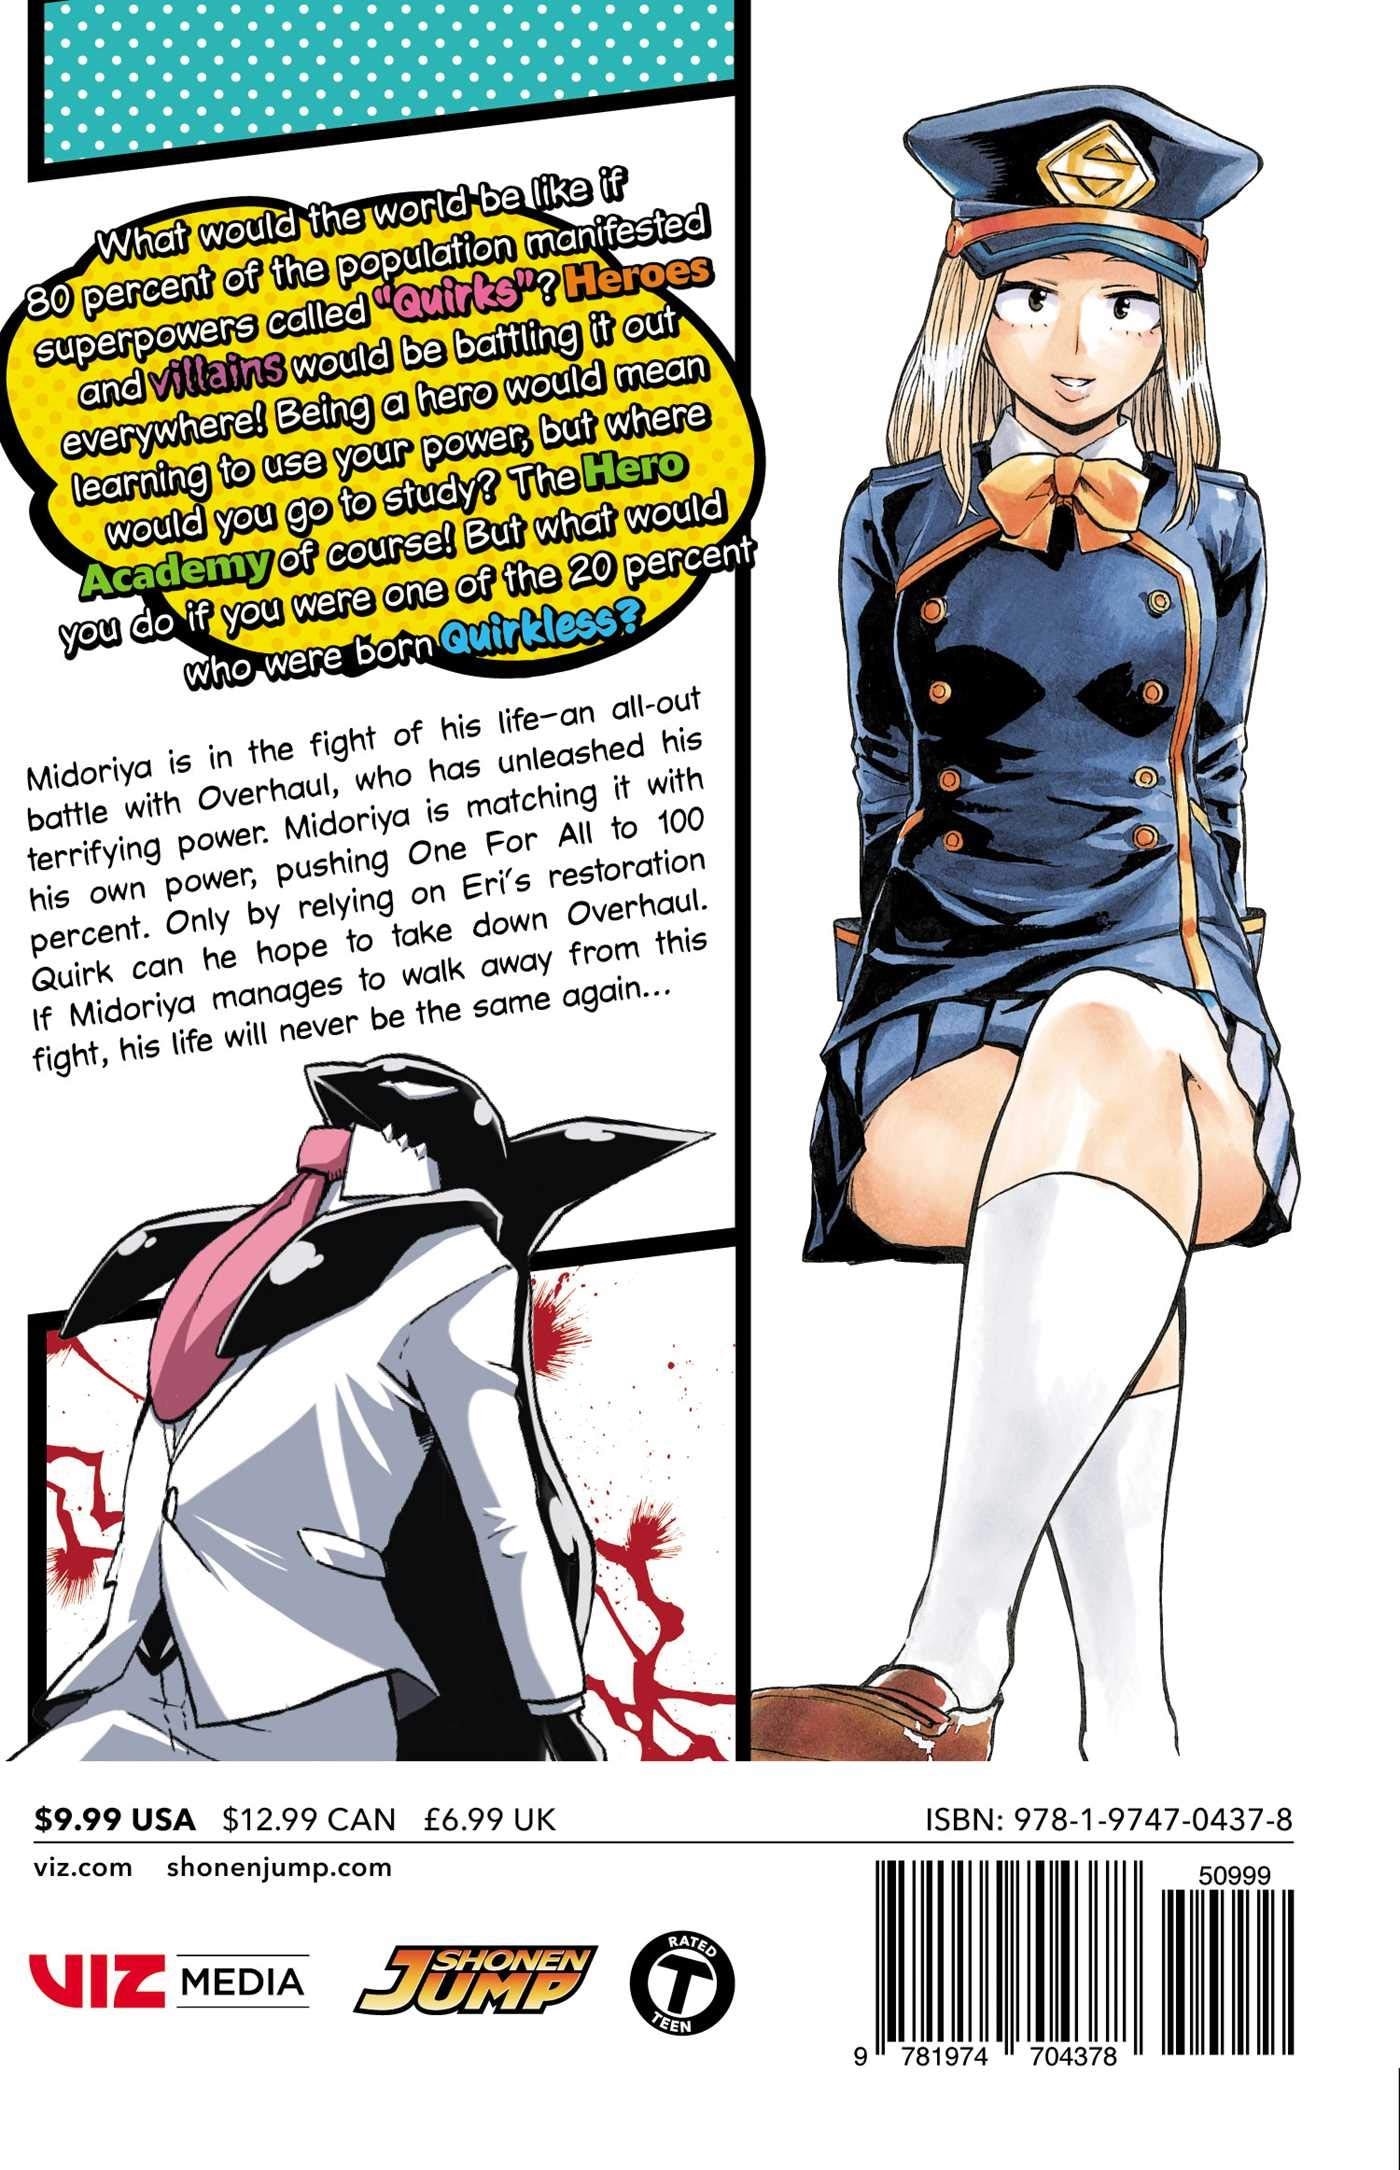 What would the world be like if
80 percent of the population manifested
superpowers called "Quirks"? Heroes
and villains would be battling it out
everywhere! Being a hero would mean
learning to use your power, but where
would you go to study? The Hero
Academy of course! But what would
you do if you were one of the 20 percent
who were born Quirkless?
Midoriya is in the fight of his life—an all-out
battle with Overhaul, who has unleashed his
terrifying power. Midoriya is matching it with
his own power, pushing One For All to 100
percent. Only by relying on Eri's restoration
Quirk can he hope to take down Overhaul.
If Midoriya manages to walk away from this
fight, his life will never be the same again...
$9.99 USA $12.99 CAN £6.99 UK
ISBN: 978-1-9747-0437-8
viz.com shonenjump.com
50999
VIZ MEDIA
SHONEN
JUMP
RATED
T
TEEN
9 781974 704378